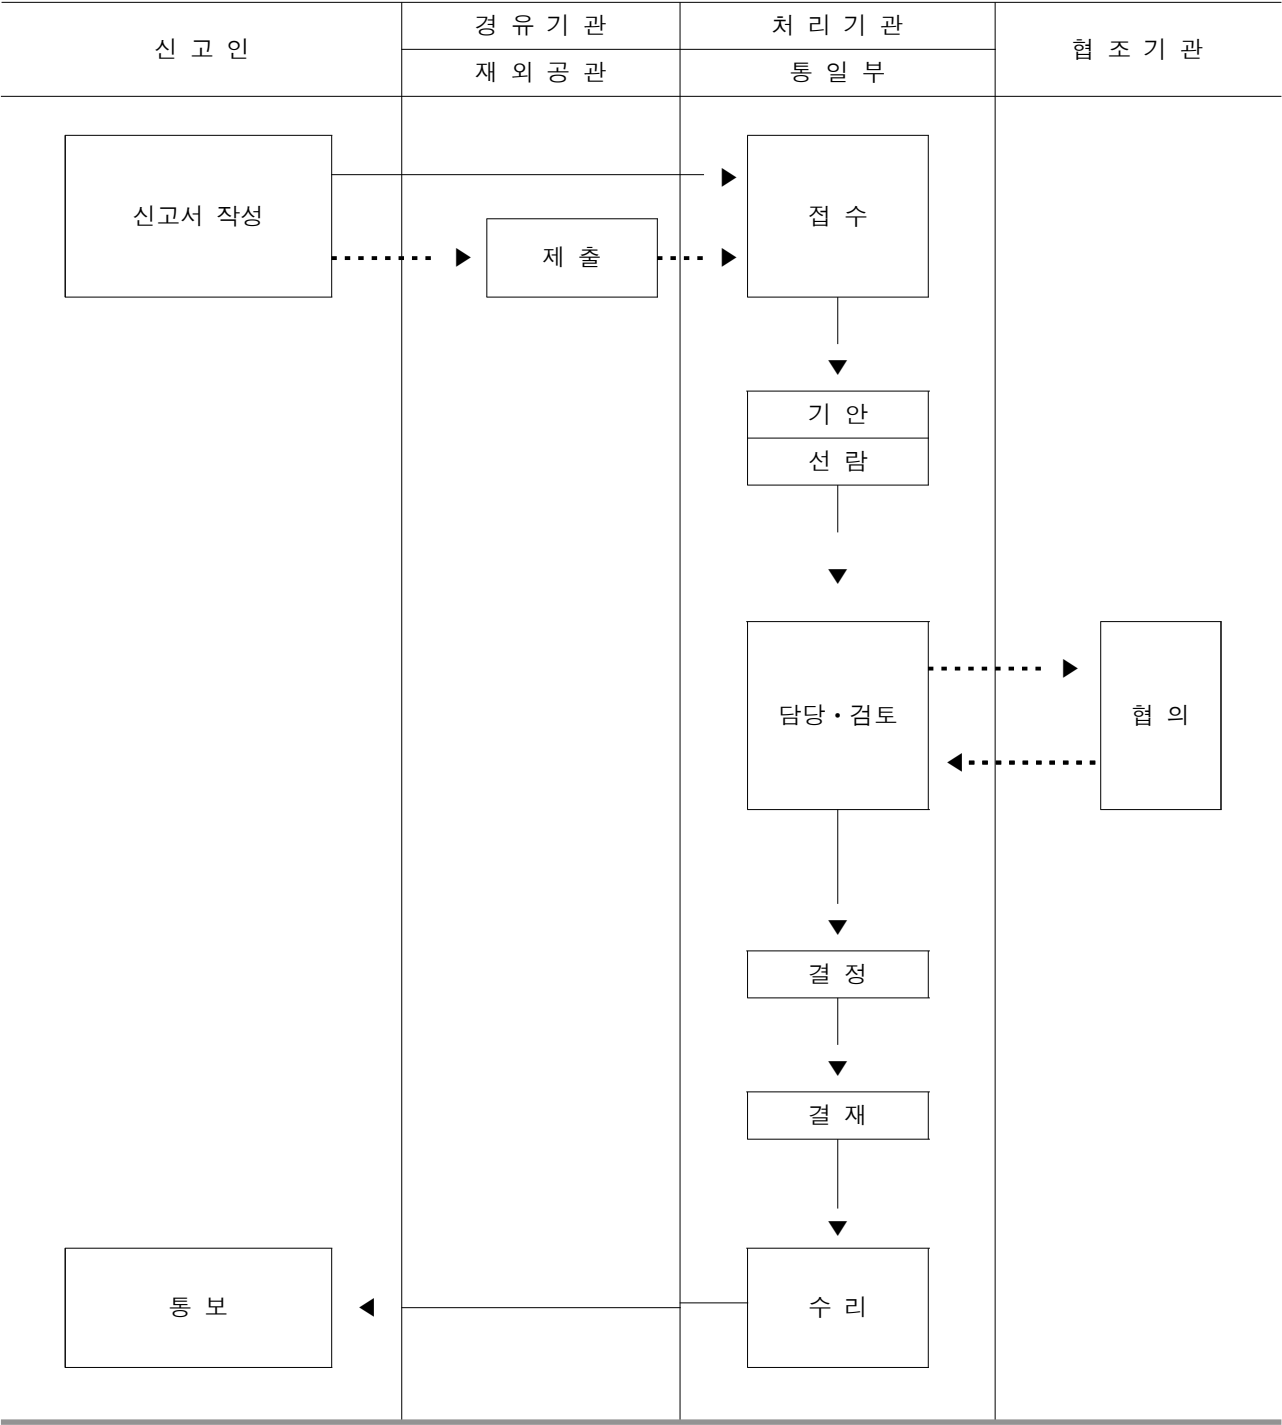 신 고 인
경 유 기 관
처 리 기 관
협 조 기 관
재 외 공 관
통 일 부
신고서 작성
접 수
제 출
기 안
선 람
담당·검토
협 의
결 정
결 재
통 보
수 리